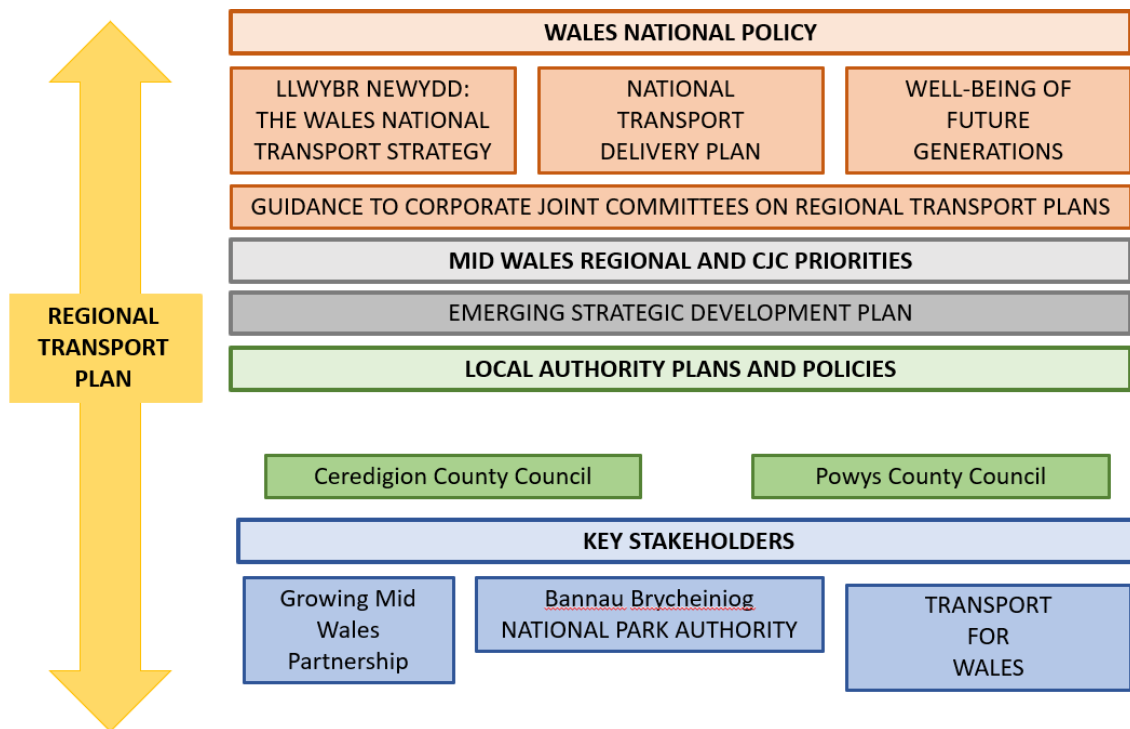 WALES NATIONAL POLICY
LLWYBR NEWYDD:
THE WALES NATIONAL
TRANSPORT STRATEGY
NATIONAL
TRANSPORT
DELIVERY PLAN
WELL-BEING OF
FUTURE
GENERATIONS
GUIDANCE TO CORPORATE JOINT COMMITTEES ON REGIONAL TRANSPORT PLANS
MID WALES REGIONAL AND CJC PRIORITIES
EMERGING STRATEGIC DEVELOPMENT PLAN
REGIONAL
TRANSPORT
PLAN
LOCAL AUTHORITY PLANS AND POLICIES
Ceredigion County Council
Powys County Council
KEY STAKEHOLDERS
Growing Mid
Wales
Partnership
Bannau Brycheiniog
NATIONAL PARK AUTHORITY
TRANSPORT
FOR
WALES